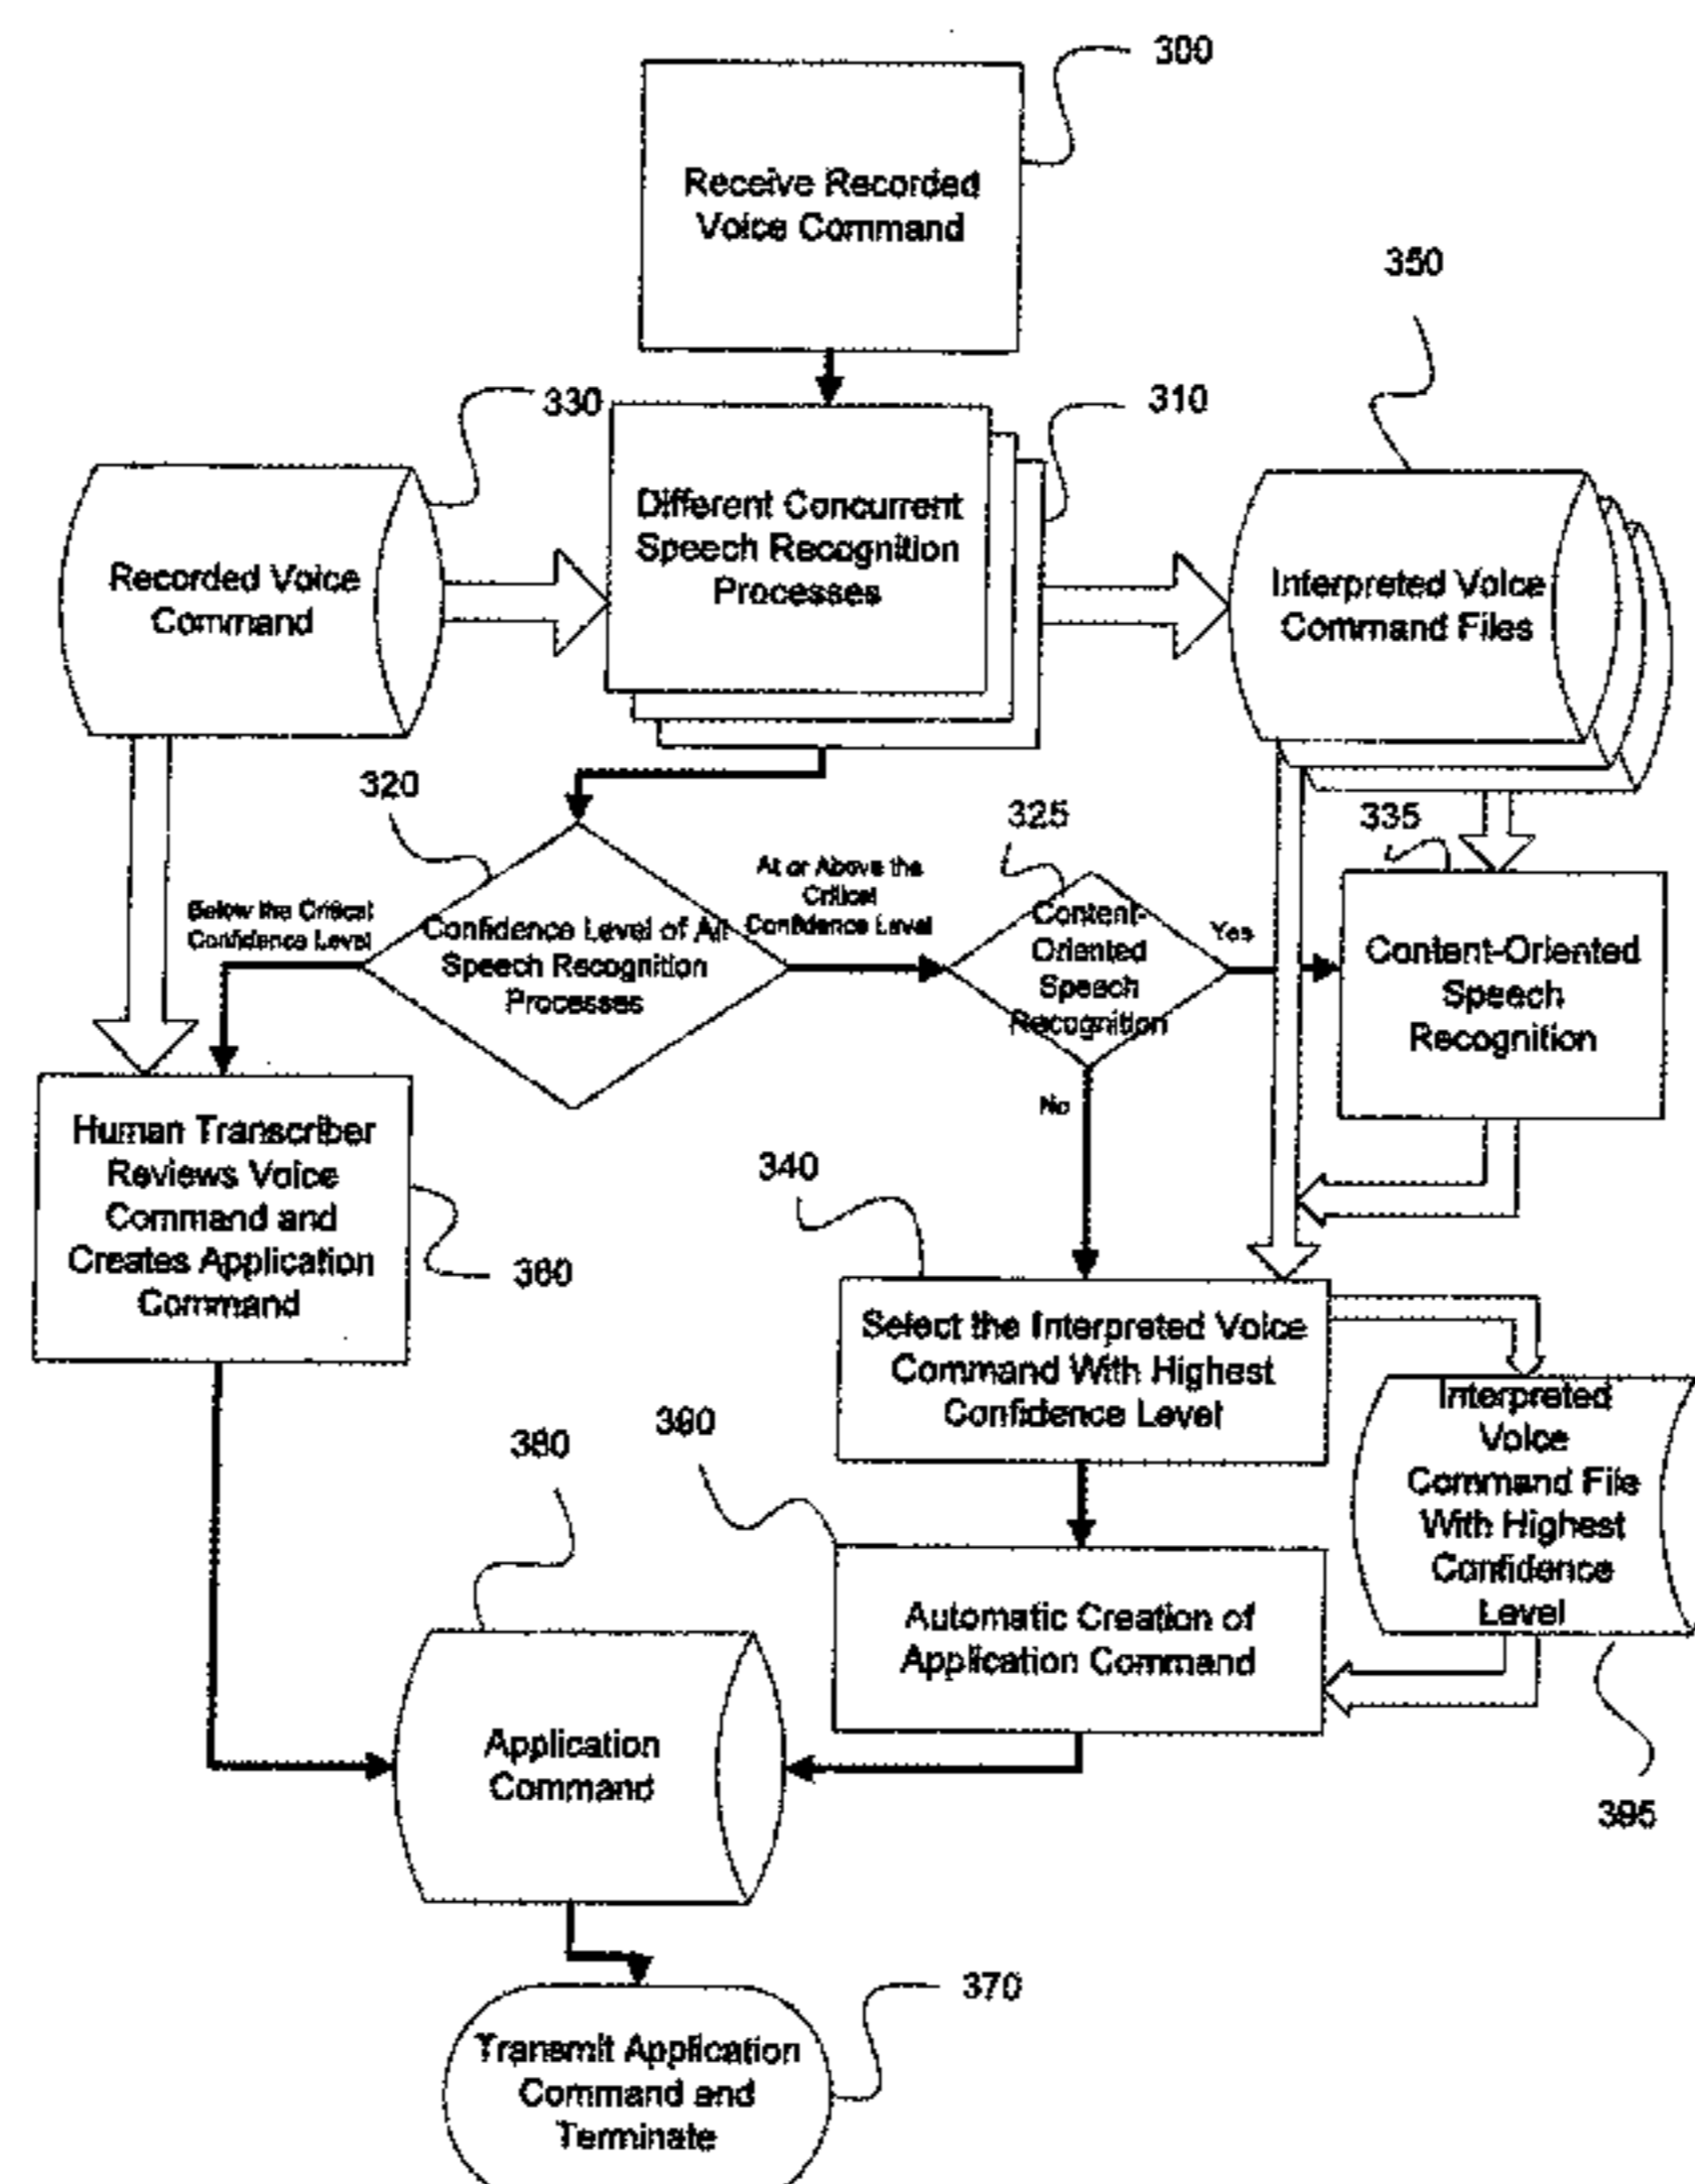 300
Receive Recorded
Voice Command
350
330
310
Different Concurrent
Speech Recognition
Processes
Recorded Voice
Command
Interpreted Voice
Command Files
320
325
335
At or Above the
Critical
Confidence Level
Below the Critical
Confidence Level
Confidence Level of All
Speech Recognition
Processes
Content-
Oriented
Speech
Recognition
Yes
Content-Oriented
Speech
Recognition
No
Human Transcriber
Reviews Voice
Command and
Creates Application
Command
340
360
Select the Interpreted Voice
Command With Highest
Confidence Level
380
390
Interpreted
Voice
Command File
With Highest
Confidence
Level
Automatic Creation of
Application Command
Application
Command
395
370
Transmit Application
Command and
Terminate